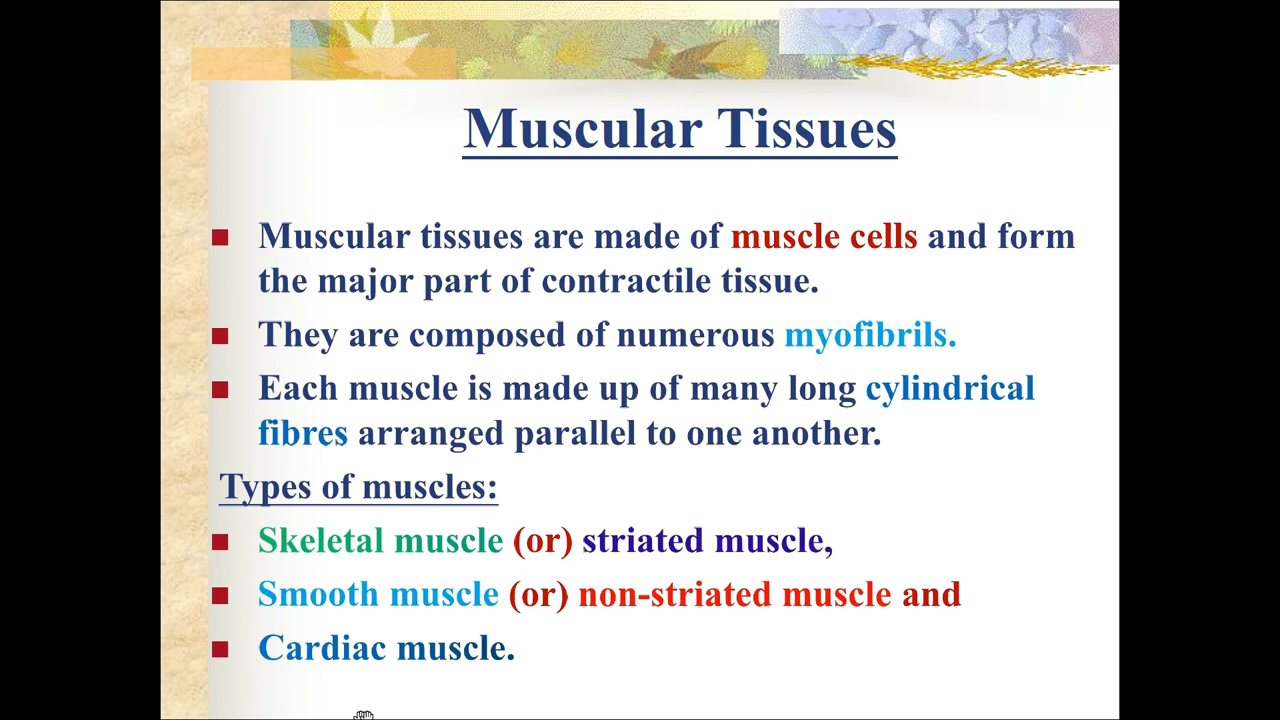 Muscular Tissues
Muscular tissues are made of muscle cells and form
the major part of contractile tissue.
They are composed of numerous myofibrils.
Each muscle is made up of many long cylindrical
fibres arranged parallel to one another.
Types of muscles:
Skeletal muscle (or) striated muscle,
Smooth muscle (or) non-striated muscle and
Cardiac muscle.